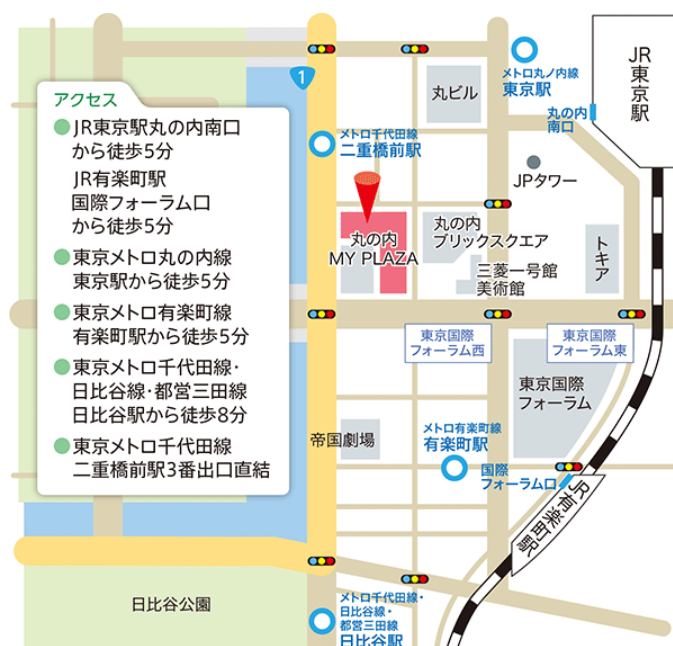 アクセス
JR東京駅丸の内南口
から徒歩5分
JR有楽町駅
国際フォーラム口
から徒歩5分
東京メトロ丸の内線
東京駅から徒歩5分
東京メトロ有楽町線
有楽町駅から徒歩5分
東京メトロ千代田線・
日比谷線・都営三田線
日比谷駅から徒歩8分
東京メトロ千代田線
二重橋前駅3番出口直結
1
メトロ千代田線
二重橋前駅
丸ビル
メトロ丸ノ内線
東京駅
JR東京駅
丸の内
南口
JPタワー
丸の内
MY PLAZA
丸の内
ブリックスクエア
三菱一号館
美術館
トキア
東京国際
フォーラム西
東京国際
フォーラム東
東京国際
フォーラム
帝国劇場
メトロ有楽町線
有楽町駅
国際
フォーラム口
JR有楽町駅
日比谷公園
メトロ千代田線・
日比谷線・
都営三田線
日比谷駅